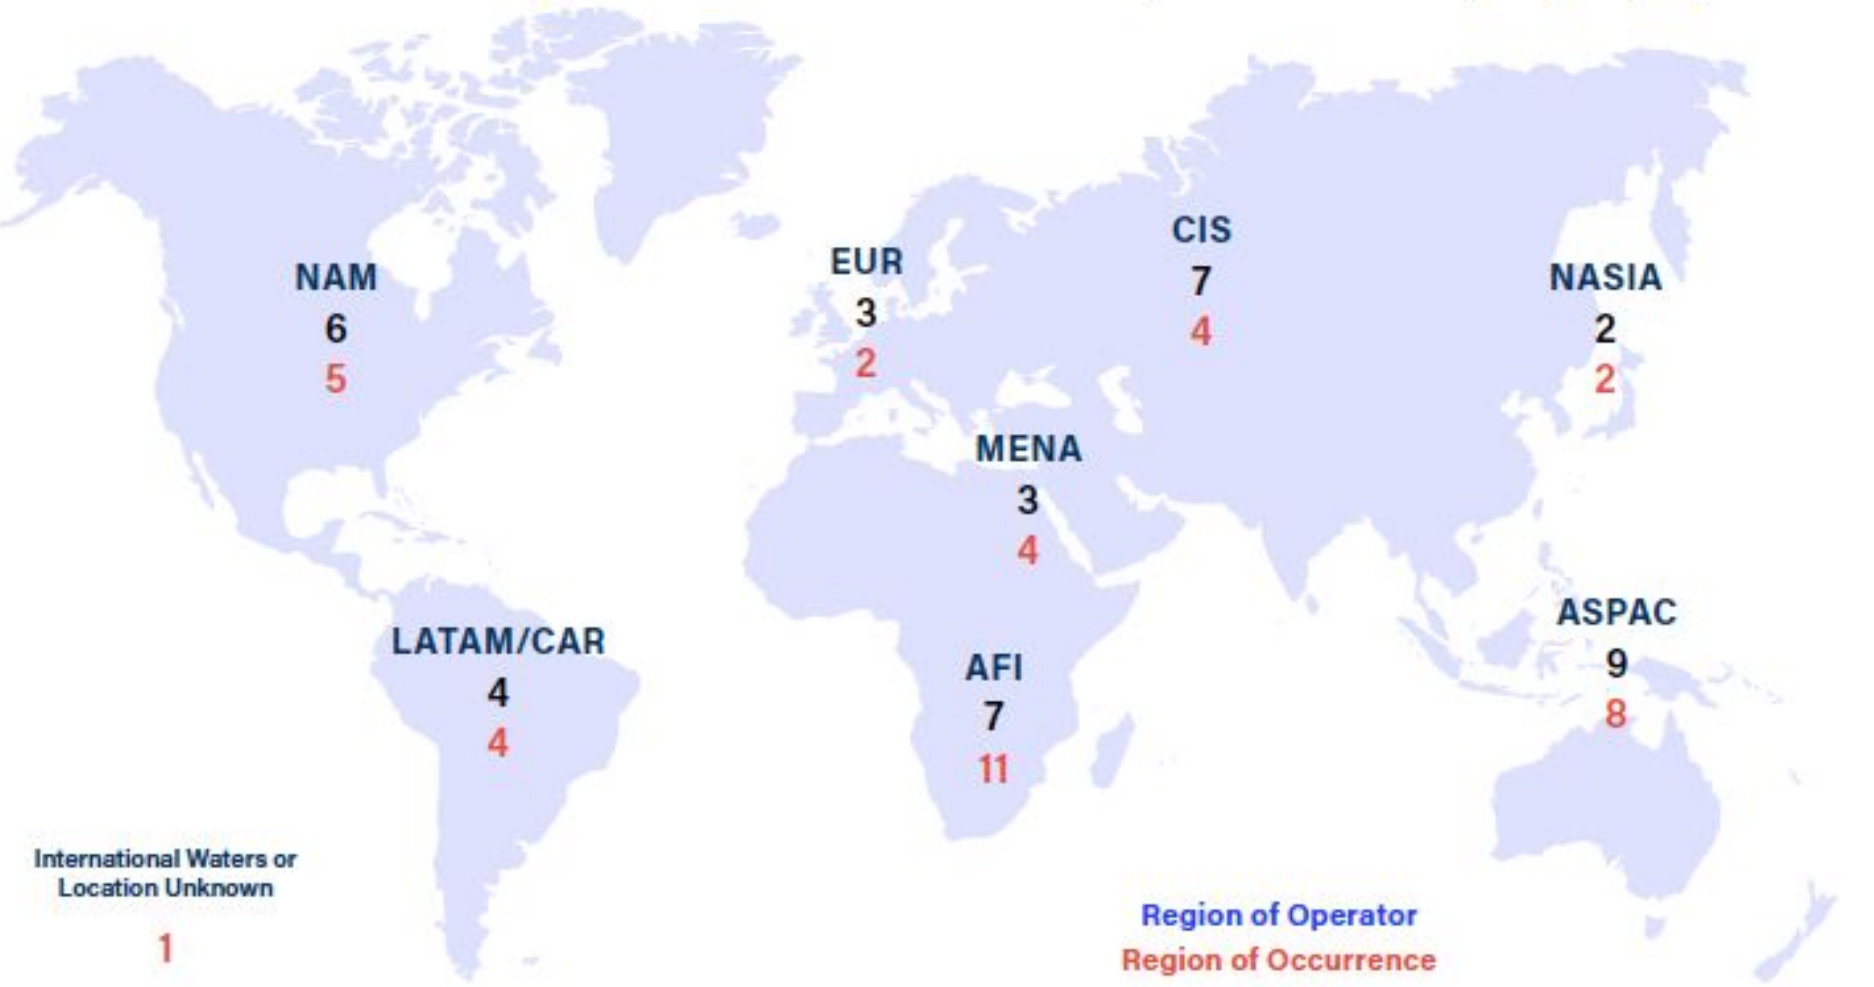 NAM
6
5
EUR
3
2
CIS
7
4
NASIA
2
2
MENA
3
4
LATAM/CAR
4
4
AFI
7
11
ASPAC
9
8
International Waters or
Location Unknown
1
Region of Operator
Region of Occurrence